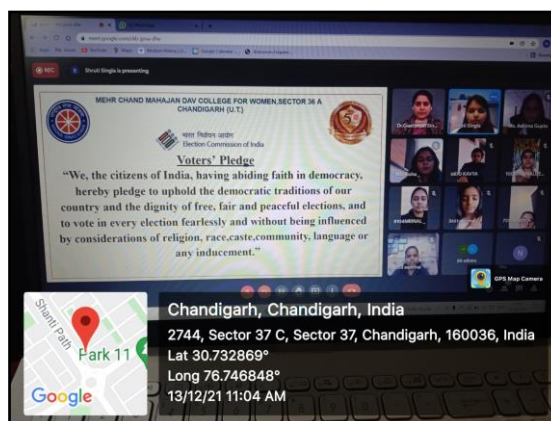 meet.google.com
REC
Shruti Singla is presenting
MEHR CHAND MAHAJAN DAV COLLEGE FOR WOMEN,SECTOR 36 A
CHANDIGARH (U.T.)
भारत निर्वाचन आयोग
Election Commission of India
Voters' Pledge
“We, the citizens of India, having abiding faith in democracy,
hereby pledge to uphold the democratic traditions of our
country and the dignity of free, fair and peaceful elections, and
to vote in every election fearlessly and without being influenced
by considerations of religion, race.caste,community, language or
any inducement.“
GPS Map Camera
Shanti Path
Park 11
Google
Chandigarh, Chandigarh, India
2744, Sector 37 C, Sector 37, Chandigarh, 160036, India
Lat 30.732869°
Long 76.746848°
13/12/21 11:04 AM